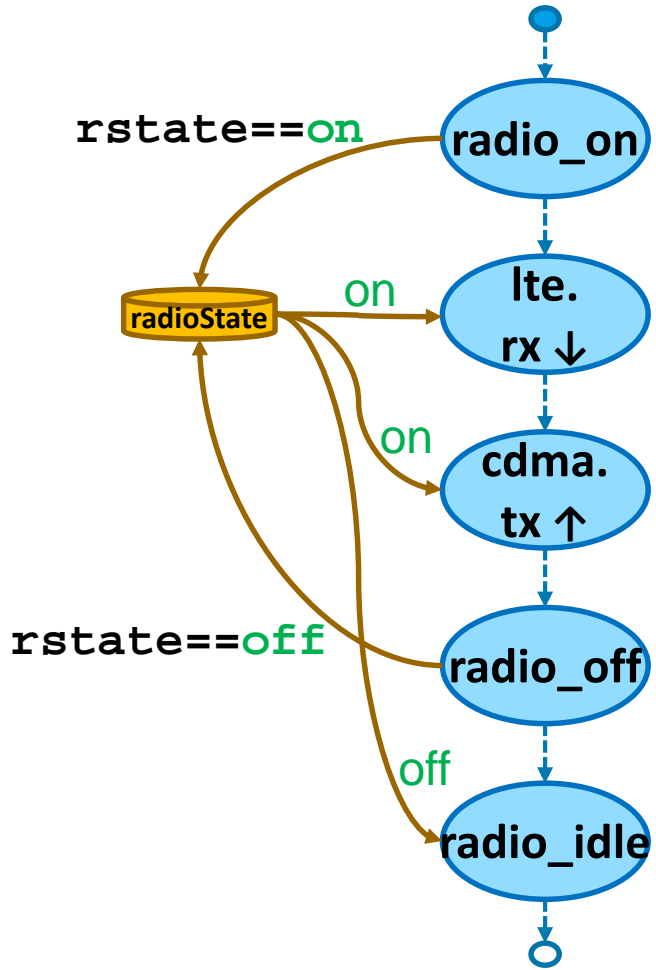 rstate==on
radio_on
radioState
on
lte.
rx ↓
on
cdma.
tx ↑
rstate==off
radio_off
off
radio_idle